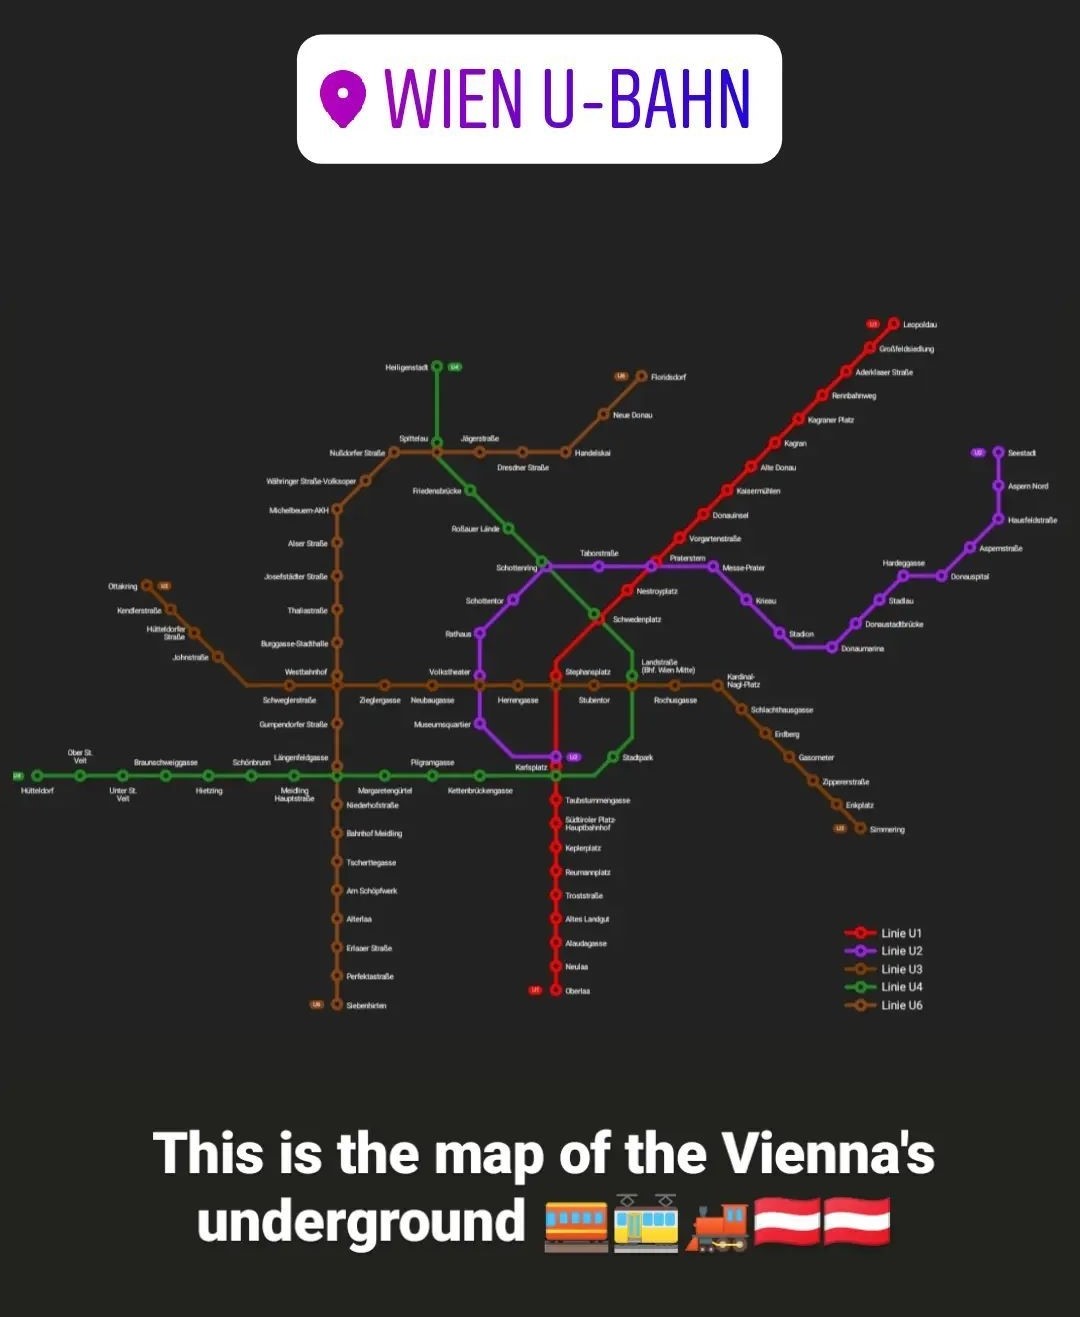 WIEN U-BAHN
U1
Leopoldau
Großfeldsiedlung
Aderklaaer Straße
Rennbahnweg
Kagraner Platz
Kagran
Alte Donau
Kaisermühlen
Donauinsel
Vorgartenstraße
Praterstern
Nestroyplatz
Schwedenplatz
Stephansplatz
Karlsplatz
Taubstummengasse
Südtiroler Platz-
Hauptbahnhof
Keplerplatz
Reumannplatz
Troststraße
Altes Landgut
Alaudagasse
Neulaa
U1
Oberlaa
U2
Seestadt
Aspern Nord
Hausfeldstraße
Aspernstraße
Donauspital
Hardeggasse
Stadlau
Donaustadtbrücke
Donaumarina
Stadion
Krieau
Messe-Prater
Taborstraße
Schottenring
Schottentor
Rathaus
Volkstheater
Museumsquartier
U2
Ottakring
U3
Kendlerstraße
Hütteldorfer
Straße
Johnstraße
Schweglerstraße
Westbahnhof
Zieglergasse
Neubaugasse
Herrengasse
Stubentor
Landstraße
(Bhf. Wien Mitte)
Rochusgasse
Kardinal-
Nagl-Platz
Schlachthausgasse
Erdberg
Gasometer
Zippererstraße
Enkplatz
U3
Simmering
Heiligenstadt
U4
Spittelau
Friedensbrücke
Roßauer Lände
Stadtpark
Kettenbrückengasse
Pilgramgasse
Margaretengürtel
Längenfeldgasse
Meidling
Hauptstraße
Schönbrunn
Hietzing
Braunschweiggasse
Unter St.
Veit
Ober St.
Veit
U4
Hütteldorf
U6
Floridsdorf
Neue Donau
Handelskai
Dresdner Straße
Jägerstraße
Nußdorfer Straße
Währinger Straße-Volksoper
Michelbeuern-AKH
Alser Straße
Josefstädter Straße
Thaliastraße
Burggasse-Stadthalle
Gumpendorfer Straße
Niederhofstraße
Bahnhof Meidling
Tscherttegasse
Am Schöpfwerk
Alterlaa
Erlaaer Straße
Perfektastraße
U6
Siebenhirten
Linie U1
Linie U2
Linie U3
Linie U4
Linie U6
This is the map of the Vienna's
underground 🚃🚋🚂🇦🇹🇦🇹